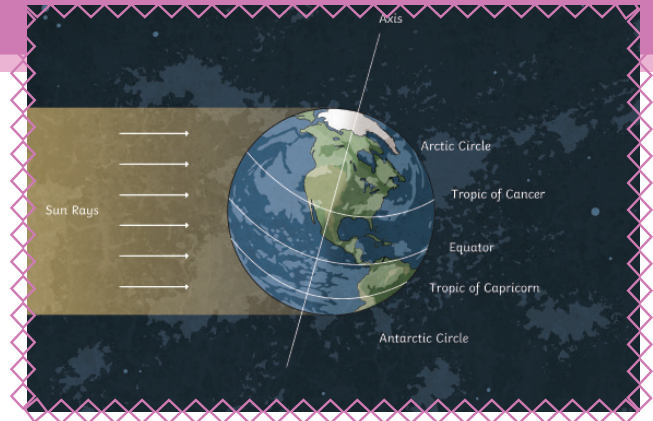 Axis
Arctic Circle
Tropic of Cancer
Sun Rays
Equator
Tropic of Capricorn
Antarctic Circle